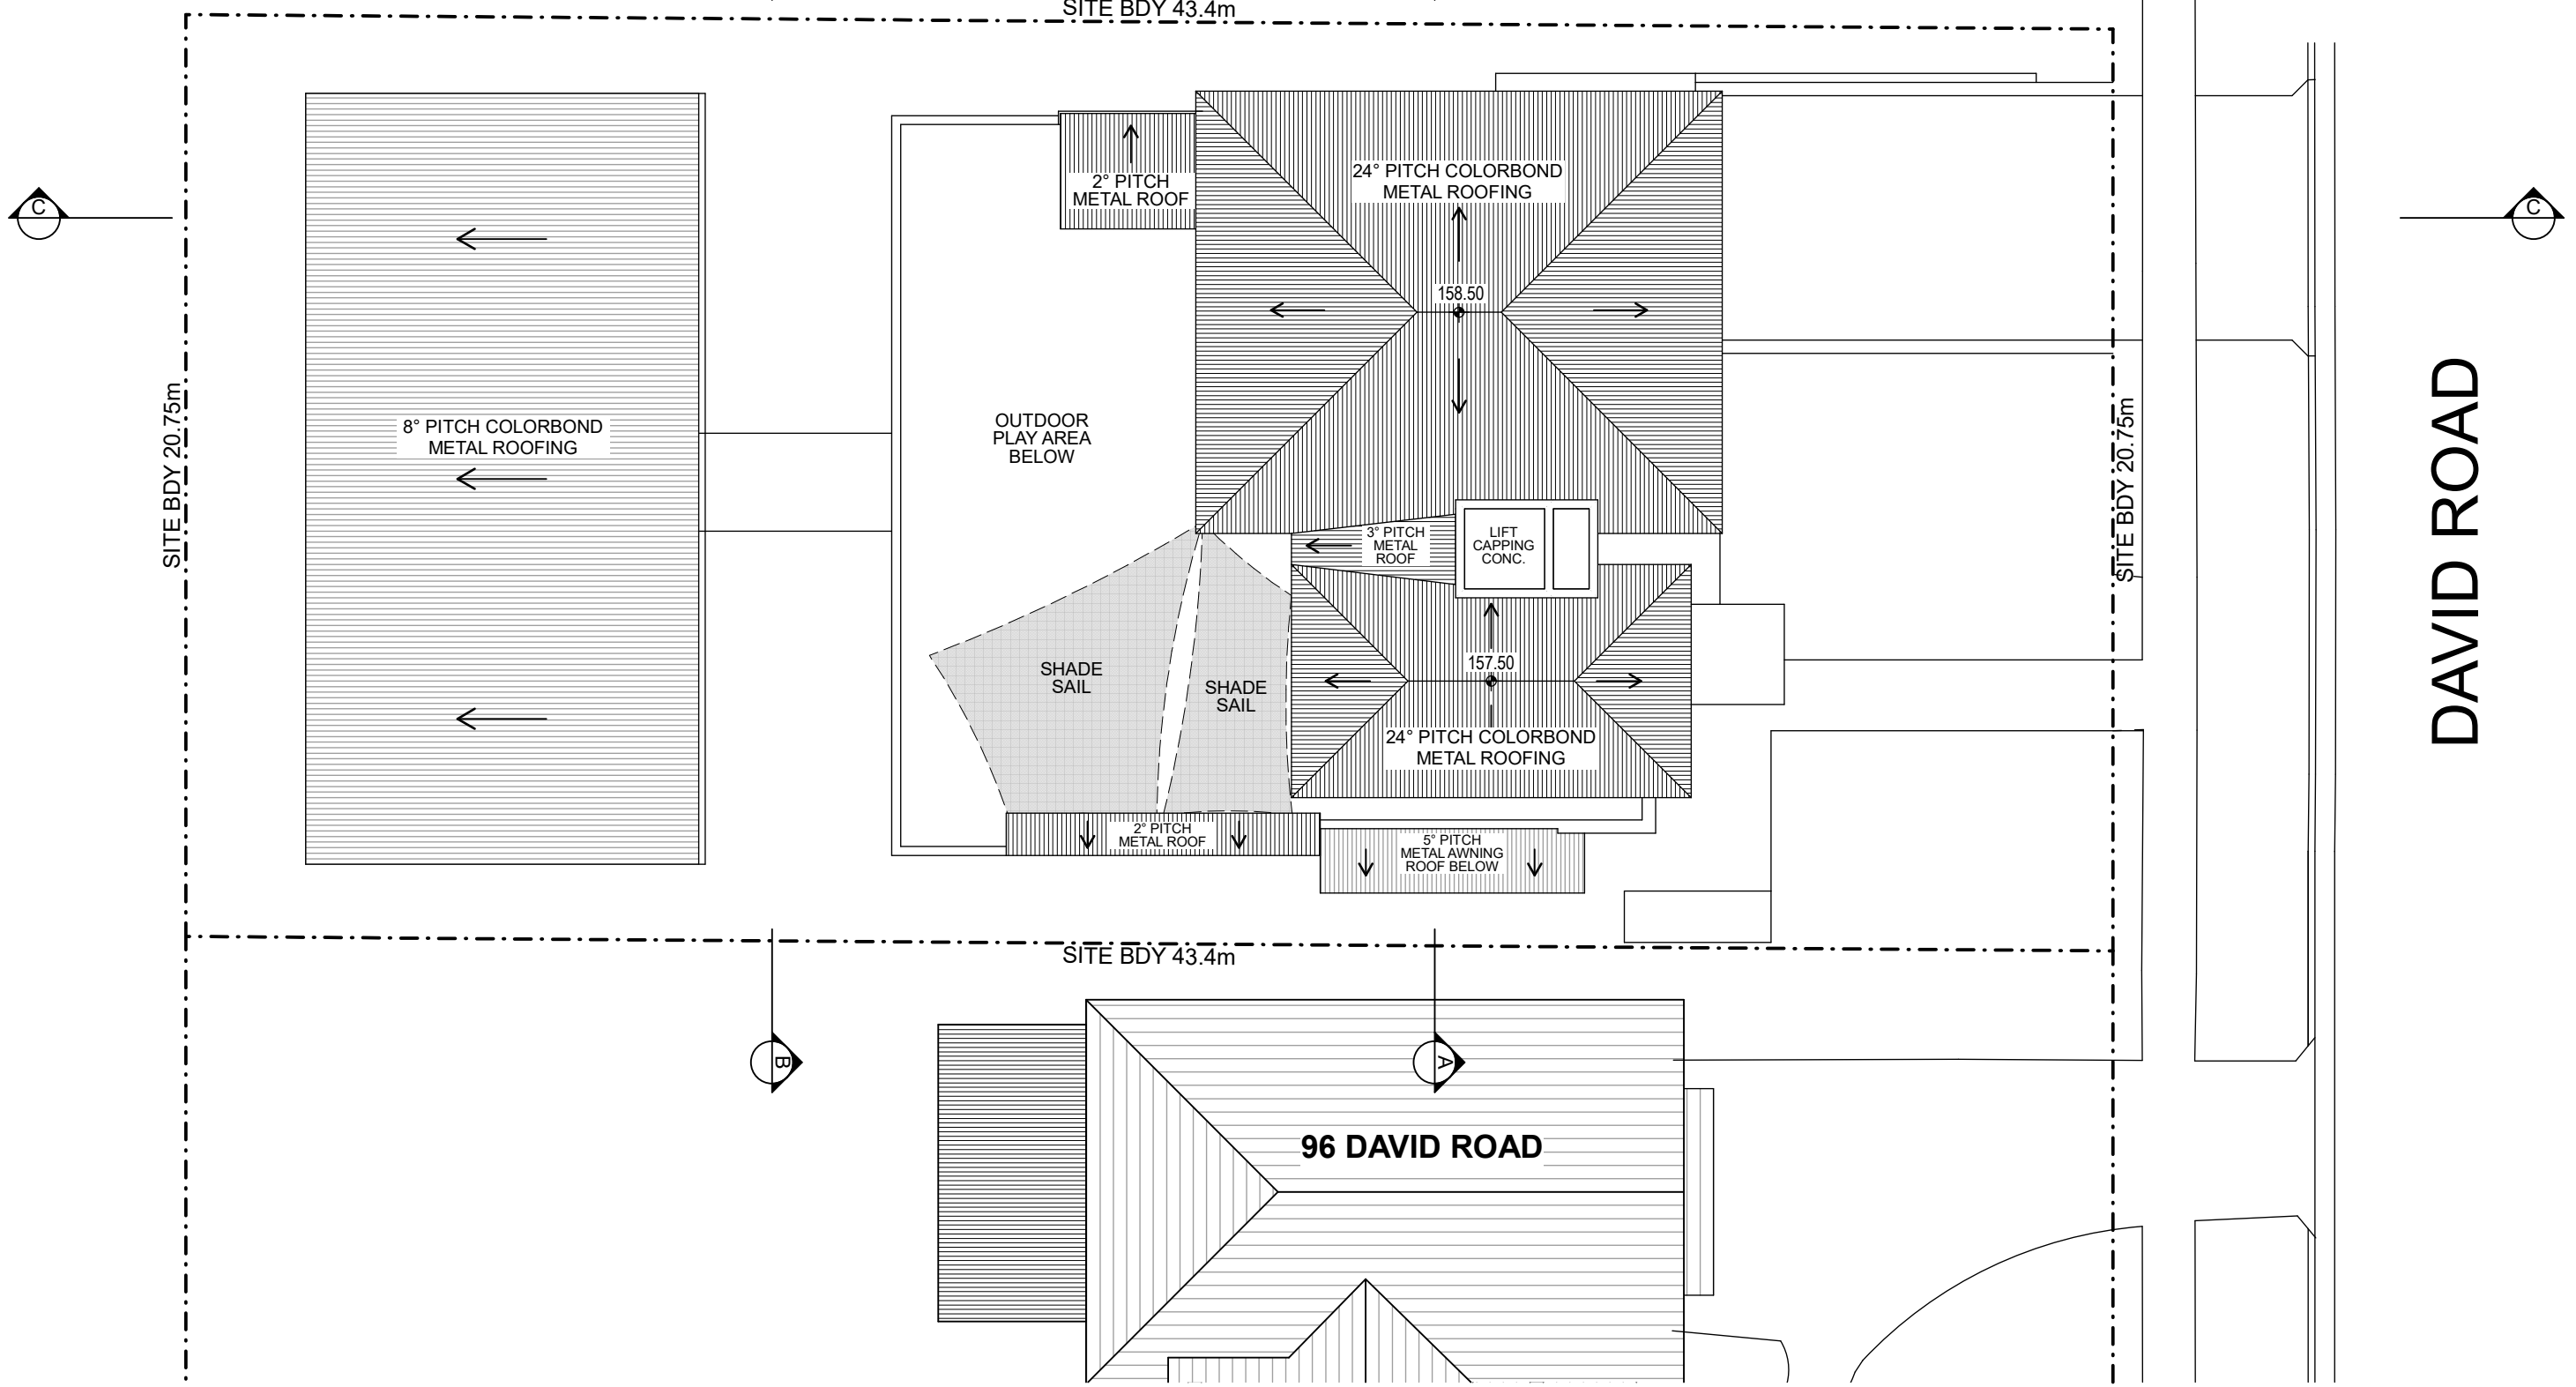 SITE BDY 43.4m
C
C
2° PITCH
METAL ROOF
24° PITCH COLORBOND
METAL ROOFING
158.50
SITE BDY 20.75m
8° PITCH COLORBOND
METAL ROOFING
OUTDOOR
PLAY AREA
BELOW
SITE BDY 20.75m
DAVID ROAD
3° PITCH
METAL
ROOF
LIFT
CAPPING
CONC.
SHADE
SAIL
SHADE
SAIL
157.50
24° PITCH COLORBOND
METAL ROOFING
2° PITCH
METAL ROOF
5° PITCH
METAL AWNING
ROOF BELOW
SITE BDY 43.4m
B
A
96 DAVID ROAD